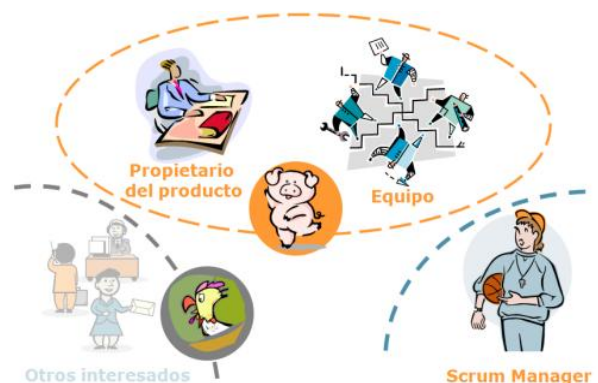 Propietario
del producto
Equipo
Otros interesados
Scrum Manager